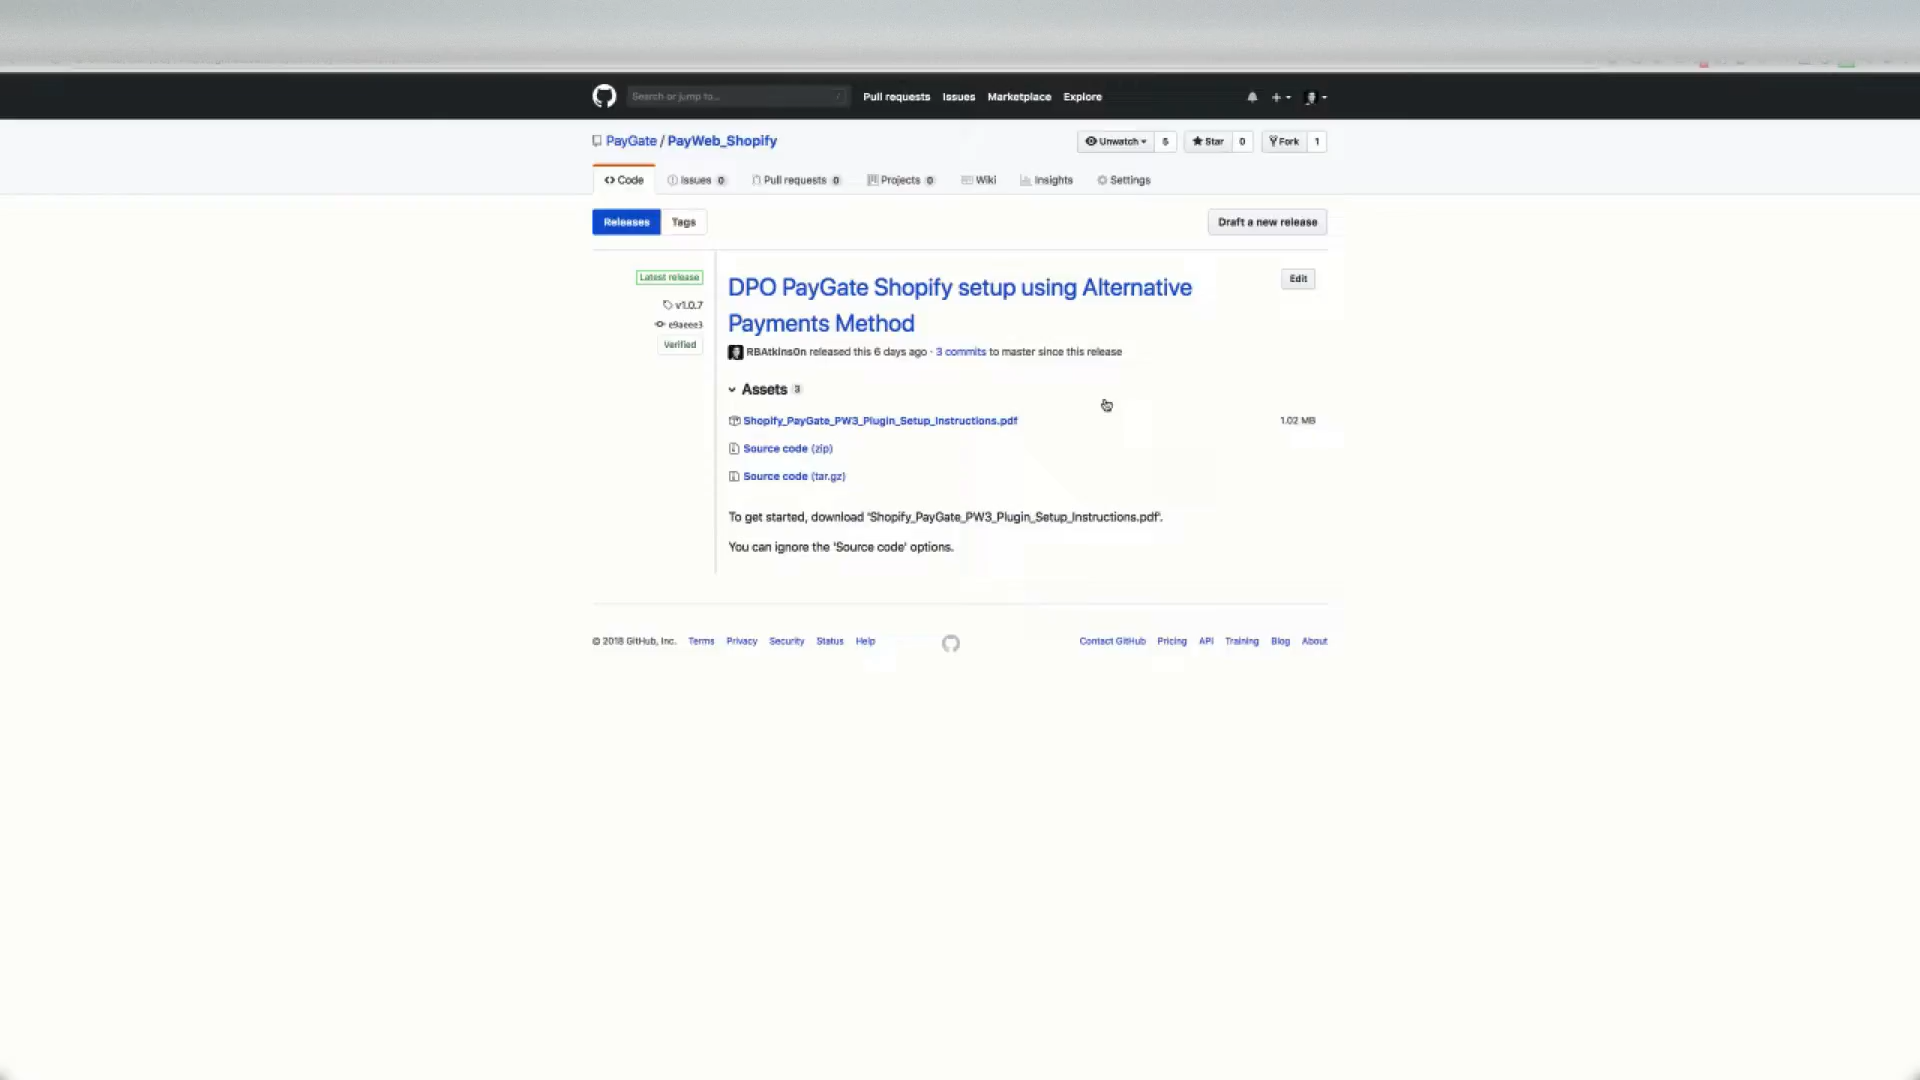 Search or jump to... /
Pull requests Issues Marketplace Explore
PayGate / PayWeb_Shopify
Unwatch 5 Star 0 Fork 1
Code Issues 0 Pull requests 0 Projects 0 Wiki Insights Settings
Releases Tags Draft a new release
Latest release
v1.0.7
e9aeee3
Verified
DPO PayGate Shopify setup using Alternative
Payments Method
Edit
RBAtkins0n released this 6 days ago · 3 commits to master since this release
Assets 3
Shopify_PayGate_PW3_Plugin_Setup_Instructions.pdf 1.02 MB
Source code (zip)
Source code (tar.gz)
To get started, download 'Shopify_PayGate_PW3_Plugin_Setup_Instructions.pdf'.
You can ignore the 'Source code' options.
© 2018 GitHub, Inc. Terms Privacy Security Status Help Contact GitHub Pricing API Training Blog About